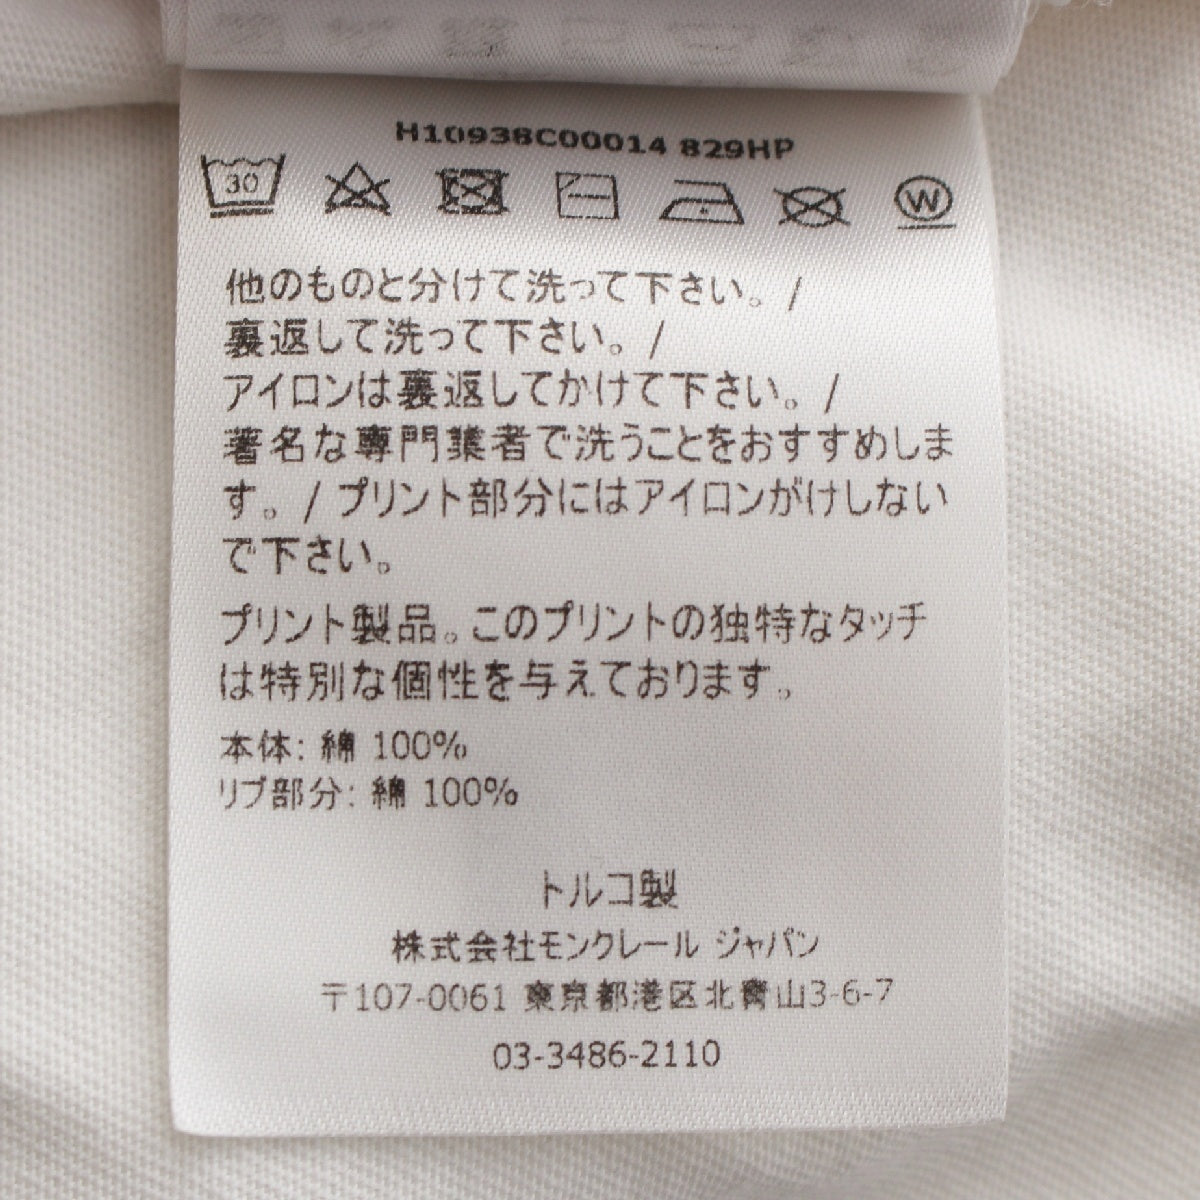 H10938C00014 829HP
30 W
他のものと分けて洗って下さい。/
裏返して洗って下さい。/
アイロンは裏返してかけて下さい。/
著名な専門業者で洗うことをおすすめしま
す。/ プリント部分にはアイロンがけしない
で下さい。
プリント製品。このプリントの独特なタッチ
は特別な個性を与えております。
本体: 綿 100%
リブ部分: 綿 100%
トルコ製
株式会社モンクレール ジャパン
〒107-0061 東京都港区北青山3-6-7
03-3486-2110